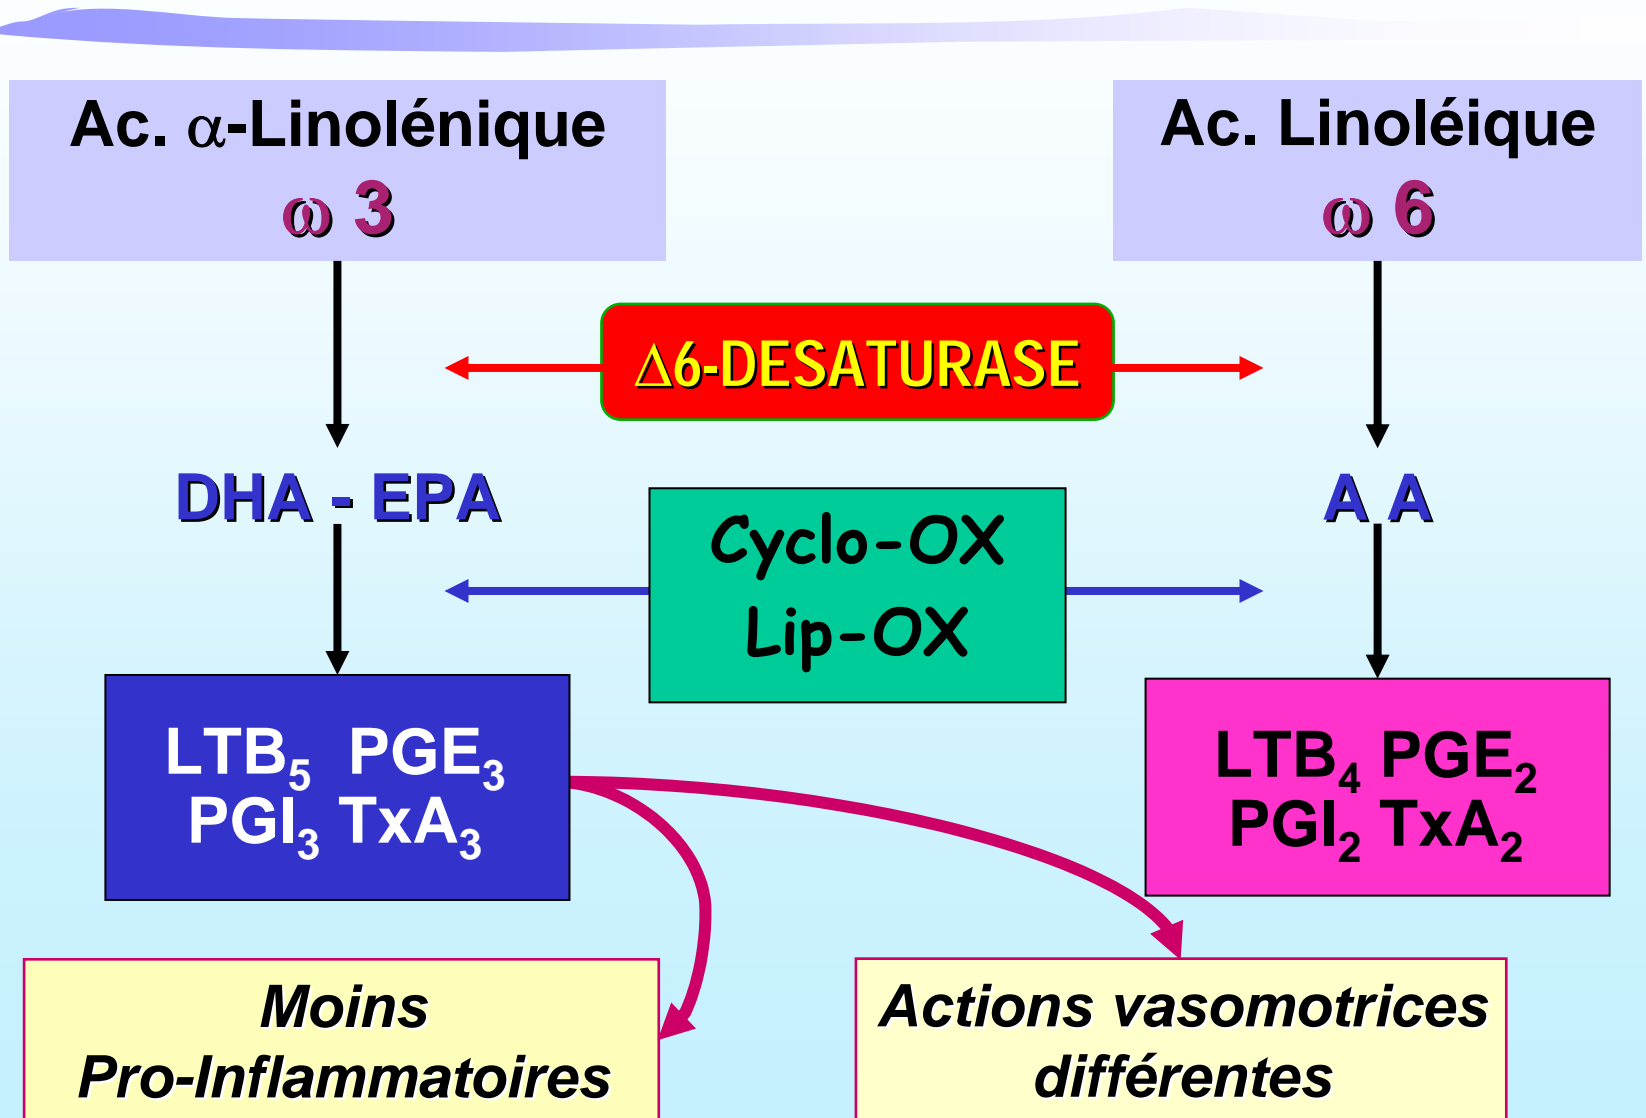 Ac. α-Linolénique
ω 3
Ac. Linoléique
ω 6
Δ6-DESATURASE
DHA - EPA
A A
Cyclo-OX
Lip-OX
LTB₅ PGE₃
PGI₃ TxA₃
LTB₄ PGE₂
PGI₂ TxA₂
Moins
Pro-Inflammatoires
Actions vasomotrices
différentes